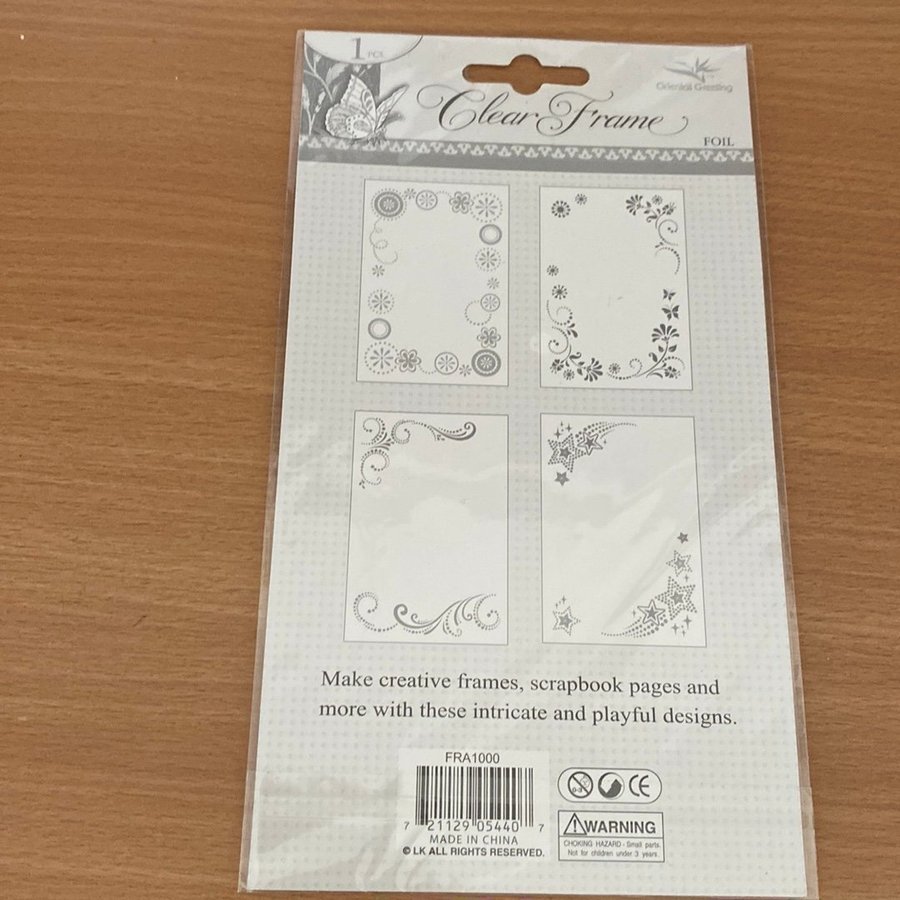 1 PCS
Oriental Greeting
Clear Frame
FOIL
Make creative frames, scrapbook pages and
more with these intricate and playful designs.
FRA1000
7 21129 05440 7
MADE IN CHINA
© LK ALL RIGHTS RESERVED.
0-3
CE
WARNING
CHOKING HAZARD - Small parts.
Not for children under 3 years.